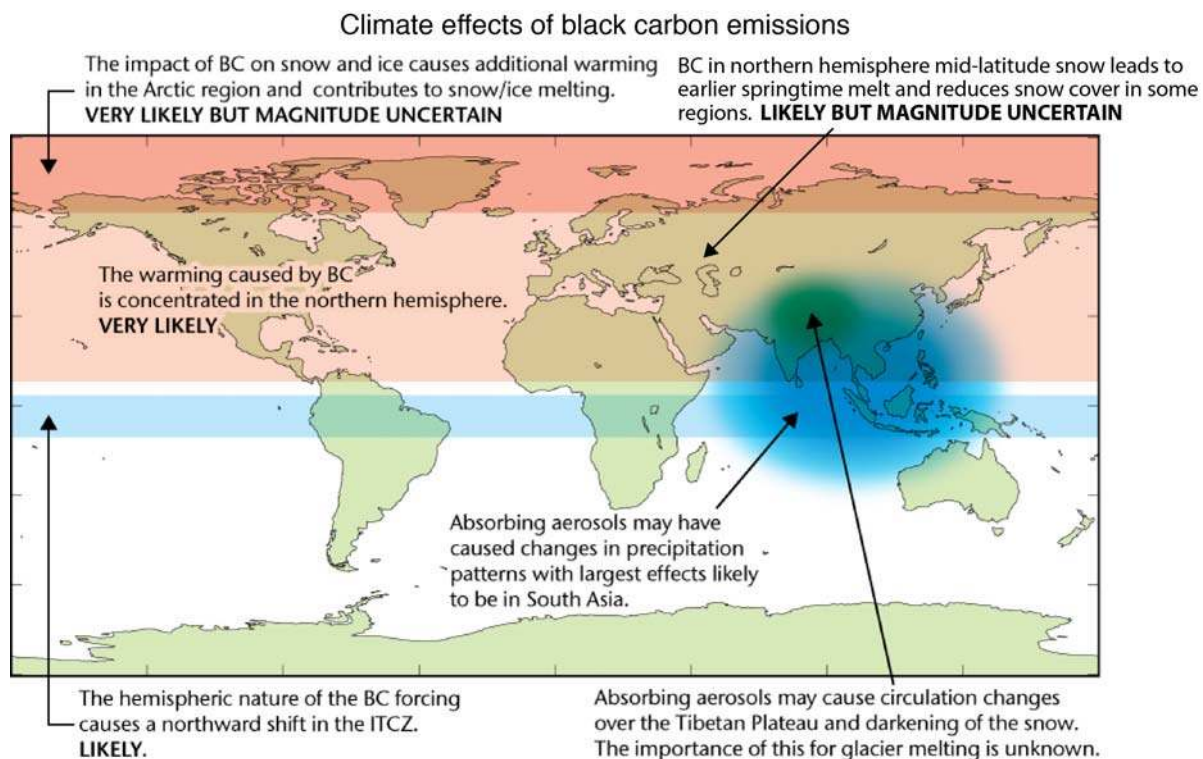 Climate effects of black carbon emissions
The impact of BC on snow and ice causes additional warming
in the Arctic region and contributes to snow/ice melting.
VERY LIKELY BUT MAGNITUDE UNCERTAIN
BC in northern hemisphere mid-latitude snow leads to
earlier springtime melt and reduces snow cover in some
regions. LIKELY BUT MAGNITUDE UNCERTAIN
The warming caused by BC
is concentrated in the northern hemisphere.
VERY LIKELY
Absorbing aerosols may have
caused changes in precipitation
patterns with largest effects likely
to be in South Asia.
The hemispheric nature of the BC forcing
causes a northward shift in the ITCZ.
LIKELY.
Absorbing aerosols may cause circulation changes
over the Tibetan Plateau and darkening of the snow.
The importance of this for glacier melting is unknown.